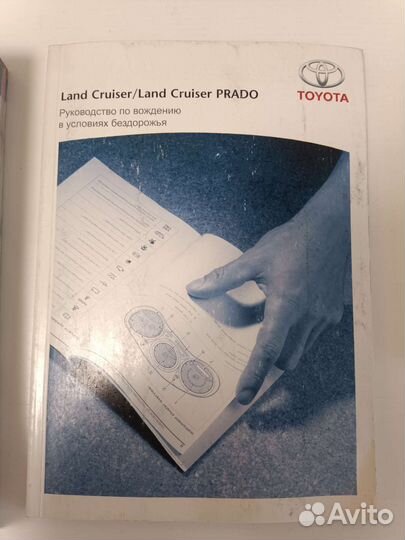 Land Cruiser/Land Cruiser PRADO
TOYOTA
Руководство по вождению
в условиях бездорожья
Avito